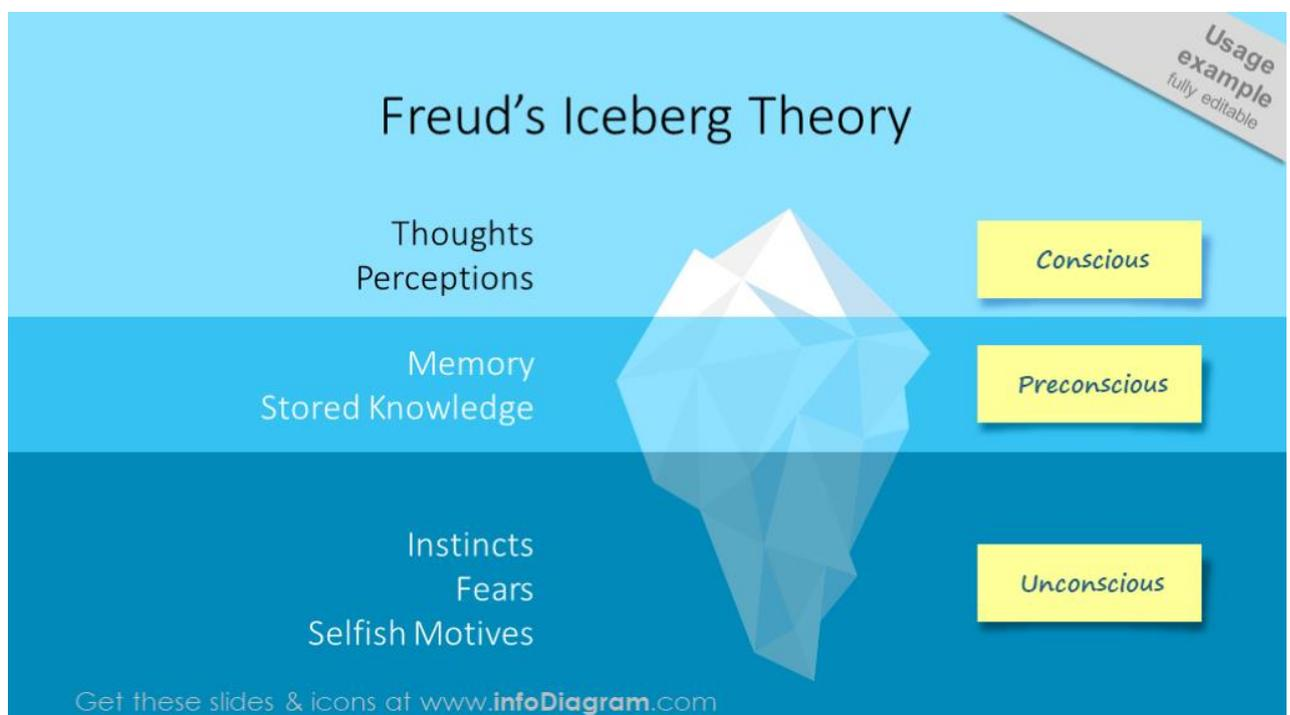 Usage
example
fully editable
Freud’s Iceberg Theory
Thoughts
Perceptions
Conscious
Memory
Stored Knowledge
Preconscious
Instincts
Fears
Selfish Motives
Unconscious
Get these slides & icons at www.infoDiagram.com